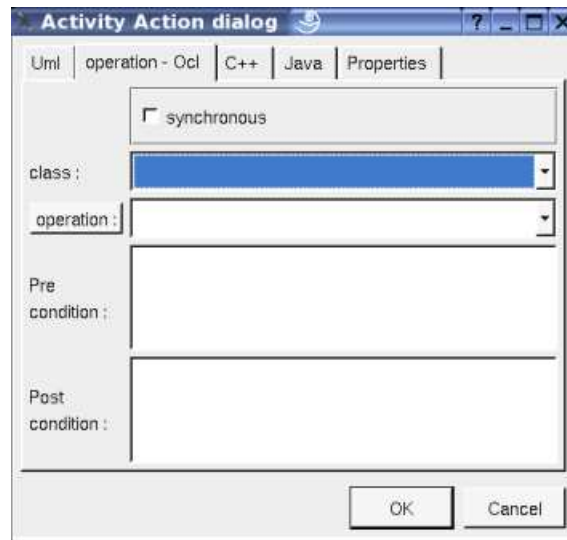 Activity Action dialog
Uml operation - Ocl C++ Java Properties
synchronous
class :
operation :
Pre
condition :
Post
condition :
OK Cancel